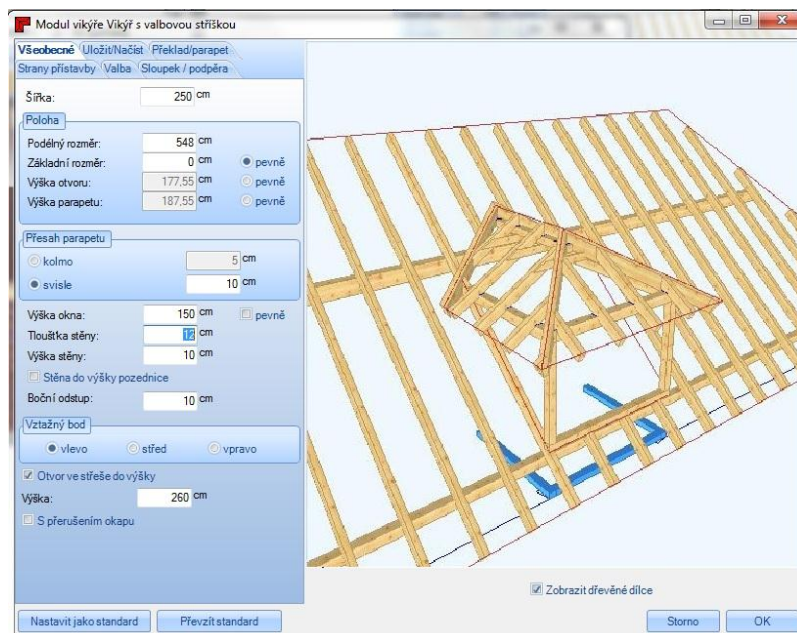 Modul vikýře Vikýř s valbovou stříškou
Všeobecné Uložit/Načíst Překlad/parapet
Strany přístavby Valba Sloupek / podpěra
Šířka: 250 cm
Poloha
Podélný rozměr: 548 cm
Základní rozměr: 0 cm pevně
Výška otvoru: 177,55 cm pevně
Výška parapetu: 187,55 cm pevně
Přesah parapetu
kolmo 5 cm
svisle 10 cm
Výška okna: 150 cm pevně
Tloušťka stěny: 12 cm
Výška stěny: 10 cm
Stěna do výšky pozednice
Boční odstup: 10 cm
Vztažný bod
vlevo střed vpravo
Otvor ve střeše do výšky
Výška: 260 cm
S přerušením okapu
Zobrazit dřevěné dílce
Nastavit jako standard Převzít standard Storno OK